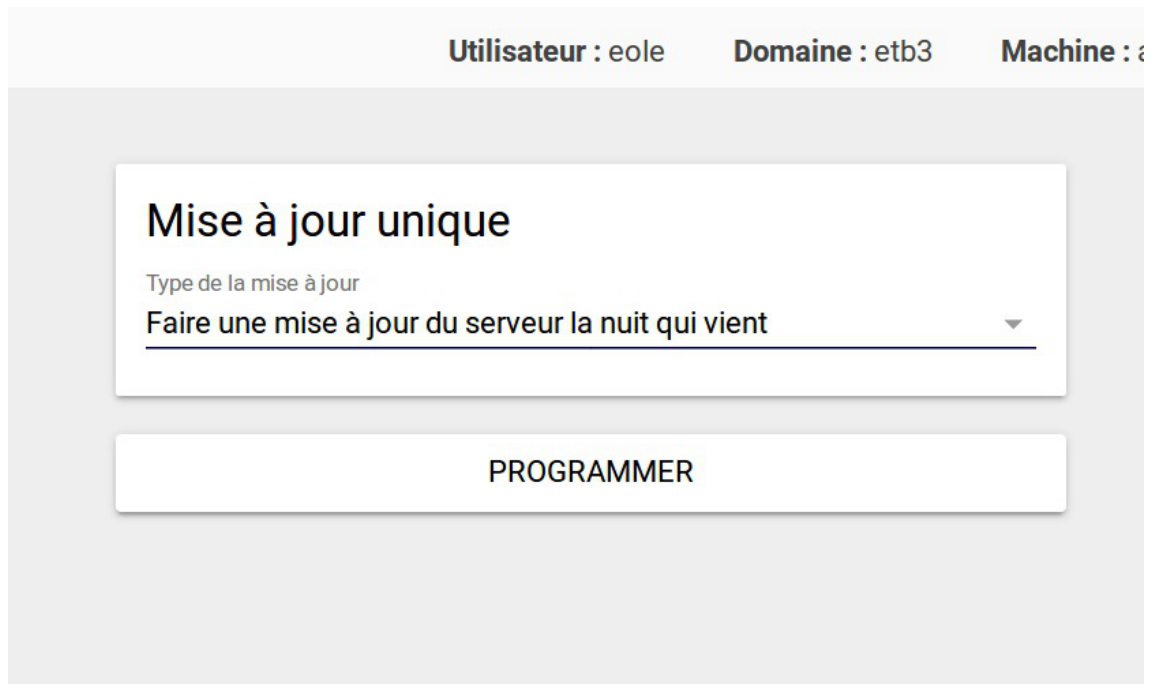 Utilisateur : eole Domaine : etb3 Machine :
Mise à jour unique
Type de la mise à jour
Faire une mise à jour du serveur la nuit qui vient
PROGRAMMER